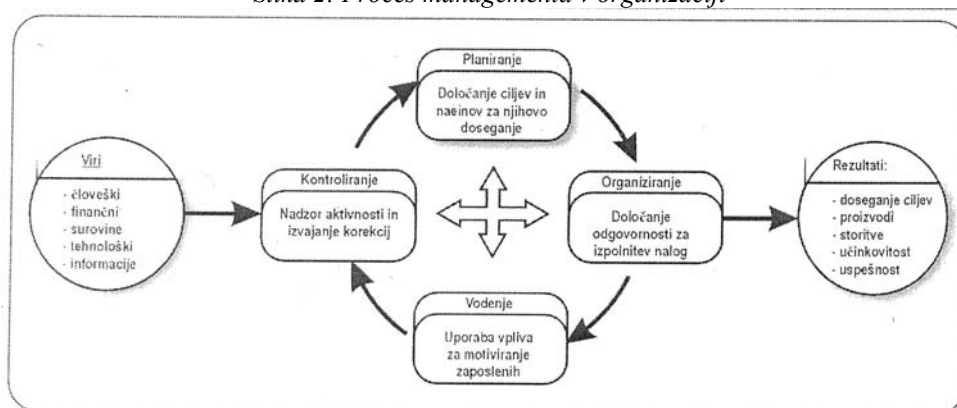 Slika 2: Proces managementa v organizaciji
Planiranje
Določanje ciljev in
naeinov za njihovo
doseganje
Viri
- človeški
- finančni
- surovine
- tehnološki
- informacije
Kontroliranje
Nadzor aktivnosti in
izvajanje korekcij
Organiziranje
Določanje
odgovornosti za
izpolnitev nalog
Rezultati:
- doseganje ciljev
- proizvodi
- storitve
- učinkovitost
- uspešnost
Vodenje
Uporaba vpliva
za motiviranje
zaposlenih